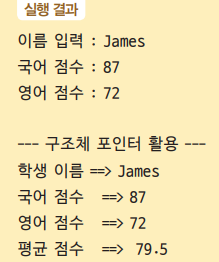 실행 결과
이름 입력 : James
국어 점수 : 87
영어 점수 : 72
--- 구조체 포인터 활용 ---
학생 이름 ==> James
국어 점수 ==> 87
영어 점수 ==> 72
평균 점수 ==> 79.5